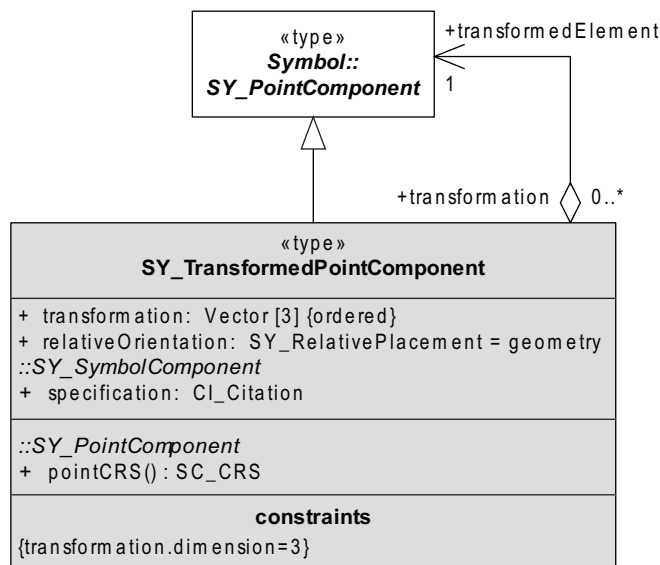 «type»
Symbol::
SY_PointComponent
+transformedElement
1
+transformation
0..*
«type»
SY_TransformedPointComponent
+ transformation: Vector [3] {ordered}
+ relativeOrientation: SY_RelativePlacement = geometry
::SY_SymbolComponent
+ specification: CI_Citation
::SY_PointComponent
+ pointCRS() : SC_CRS
constraints
{transformation.dimension=3}